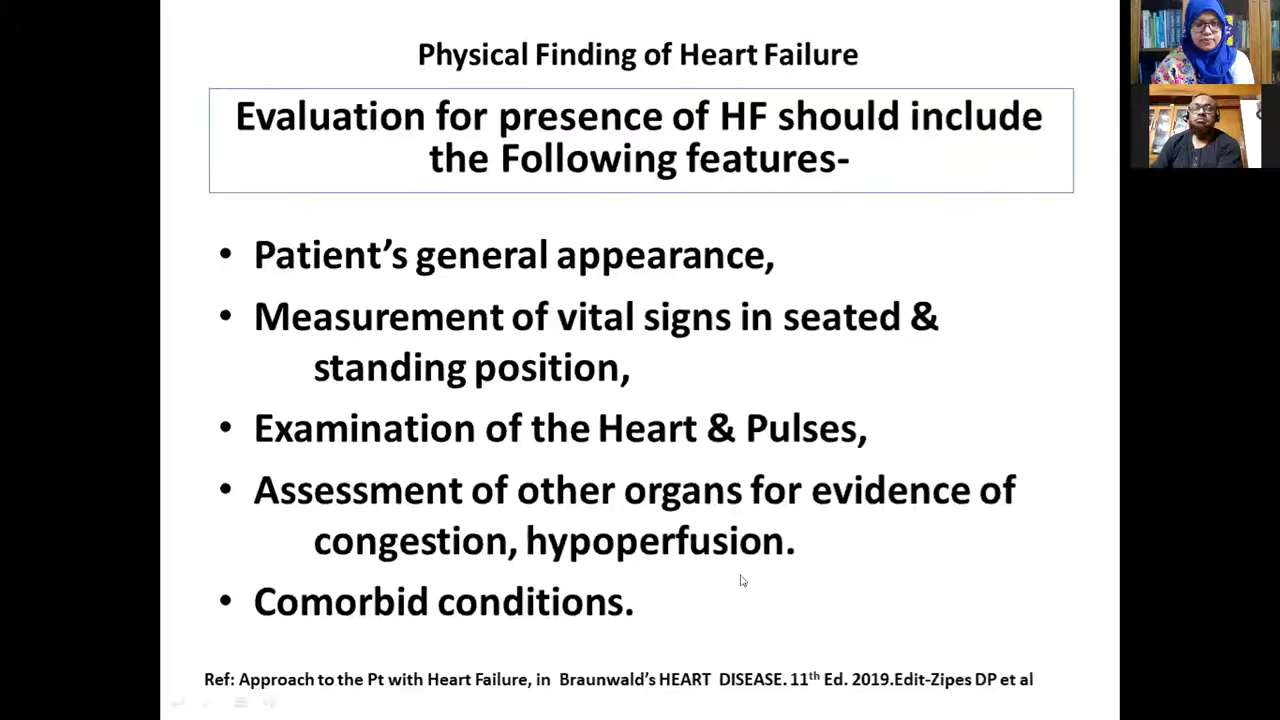 Physical Finding of Heart Failure
Evaluation for presence of HF should include
the Following features-
• Patient's general appearance,
• Measurement of vital signs in seated &
standing position,
• Examination of the Heart & Pulses,
• Assessment of other organs for evidence of
congestion, hypoperfusion.
• Comorbid conditions.
Ref: Approach to the Pt with Heart Failure, in Braunwald's HEART DISEASE. 11th Ed. 2019.Edit-Zipes DP et al